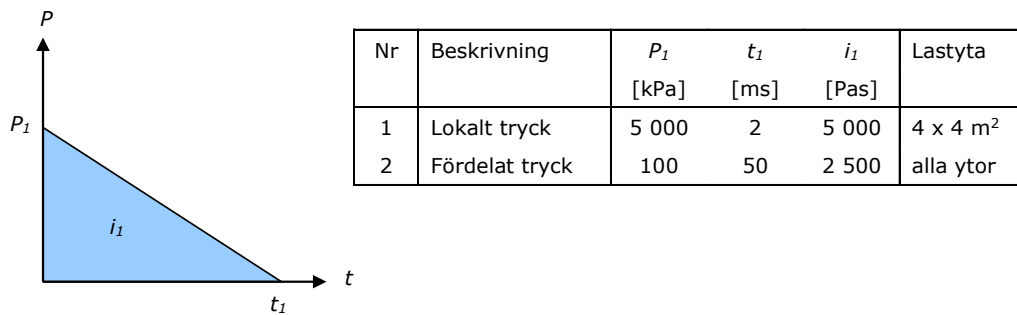 P
P1
i1
t1
t
Nr Beskrivning P1 t1 i1 Lastyta
[kPa] [ms] [Pas]
1 Lokalt tryck 5 000 2 5 000 4 x 4 m²
2 Fördelat tryck 100 50 2 500 alla ytor